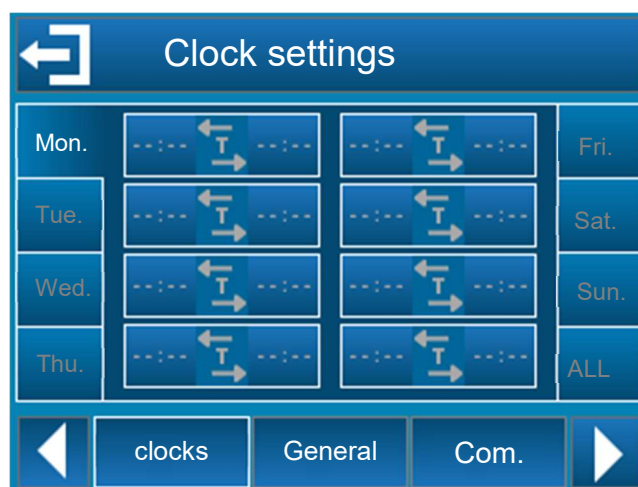 Clock settings
Mon. --:-- T --:-- --:-- T --:-- Fri.
Tue. --:-- T --:-- --:-- T --:-- Sat.
Wed. --:-- T --:-- --:-- T --:-- Sun.
Thu. --:-- T --:-- --:-- T --:-- ALL
clocks General Com.